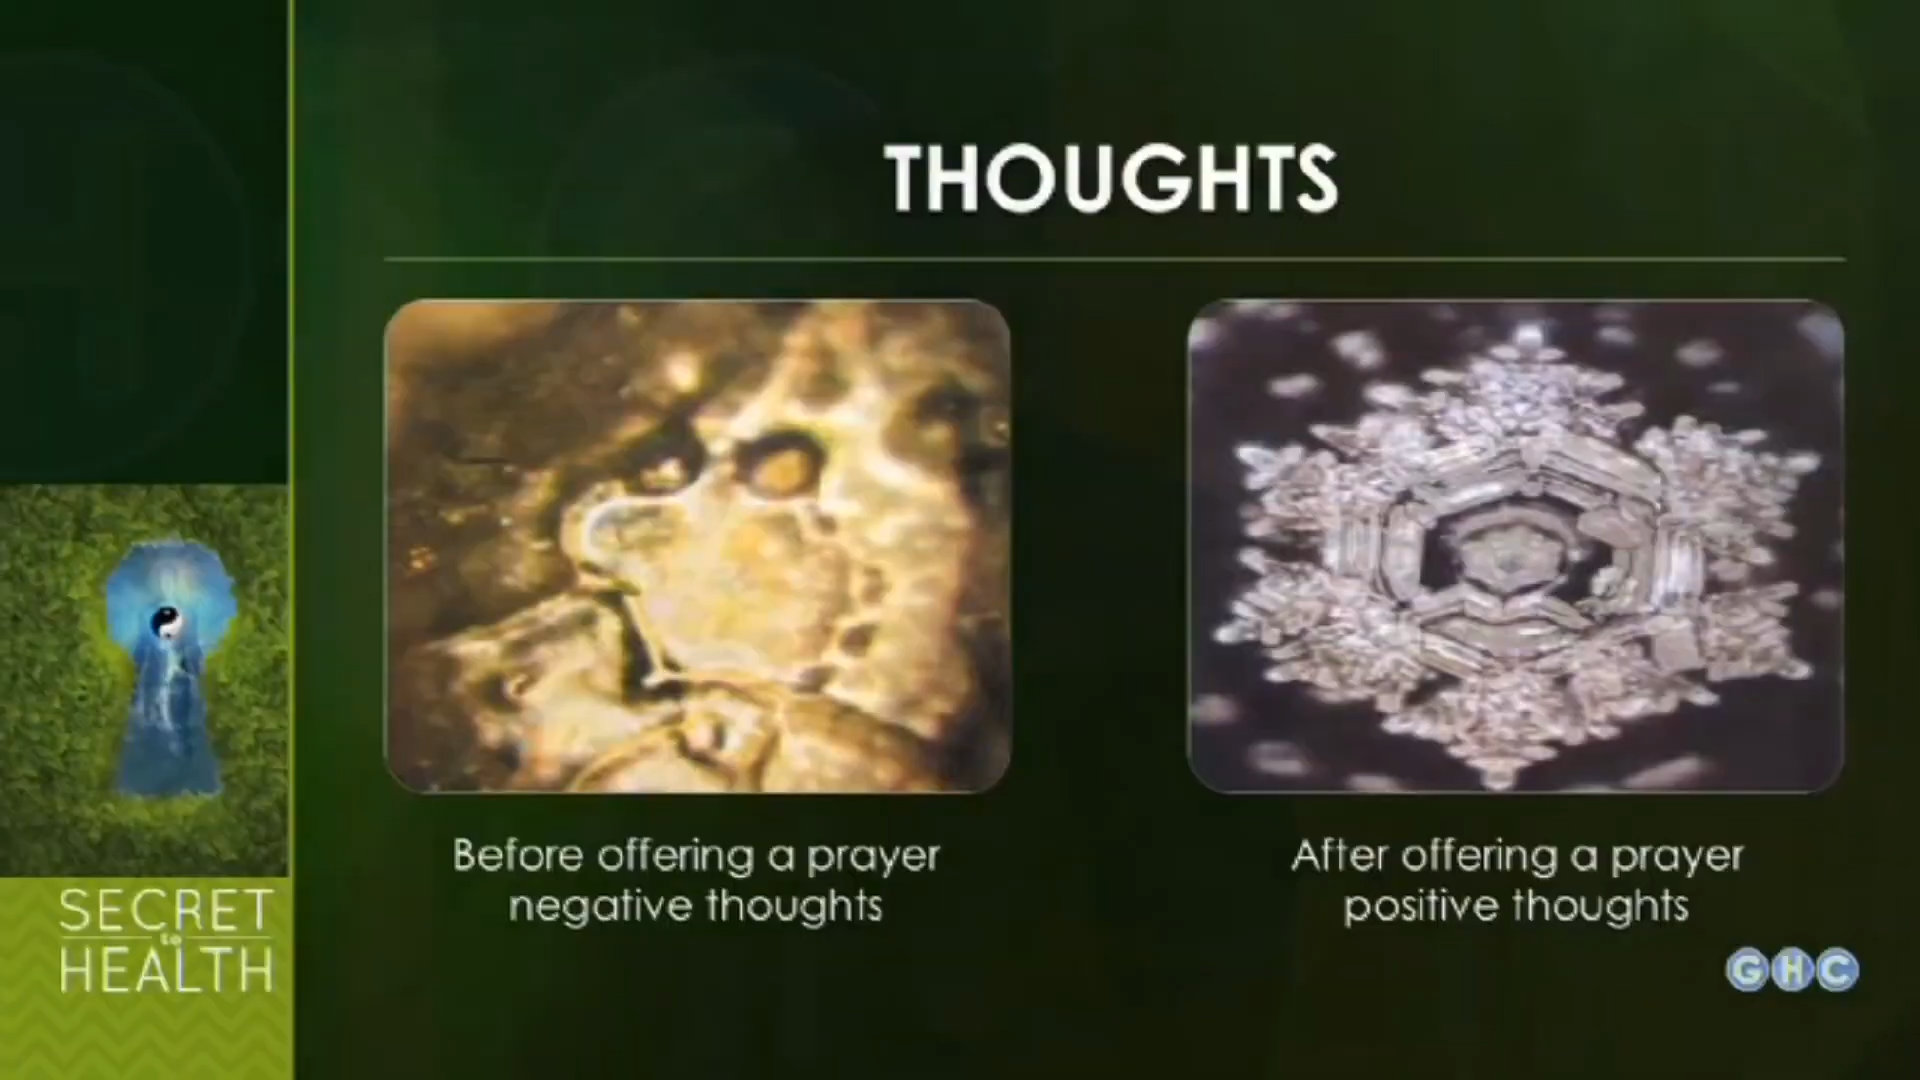 THOUGHTS
Before offering a prayer
negative thoughts
After offering a prayer
positive thoughts
SECRET
to
HEALTH
GHC